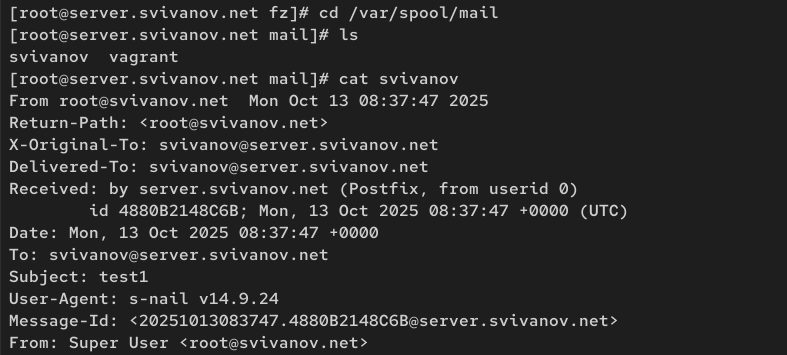 [root@server.svivanov.net fz]# cd /var/spool/mail
[root@server.svivanov.net mail]# ls
svivanov  vagrant
[root@server.svivanov.net mail]# cat svivanov
From root@svivanov.net  Mon Oct 13 08:37:47 2025
Return-Path: <root@svivanov.net>
X-Original-To: svivanov@server.svivanov.net
Delivered-To: svivanov@server.svivanov.net
Received: by server.svivanov.net (Postfix, from userid 0)
        id 4880B2148C6B; Mon, 13 Oct 2025 08:37:47 +0000 (UTC)
Date: Mon, 13 Oct 2025 08:37:47 +0000
To: svivanov@server.svivanov.net
Subject: test1
User-Agent: s-nail v14.9.24
Message-Id: <20251013083747.4880B2148C6B@server.svivanov.net>
From: Super User <root@svivanov.net>